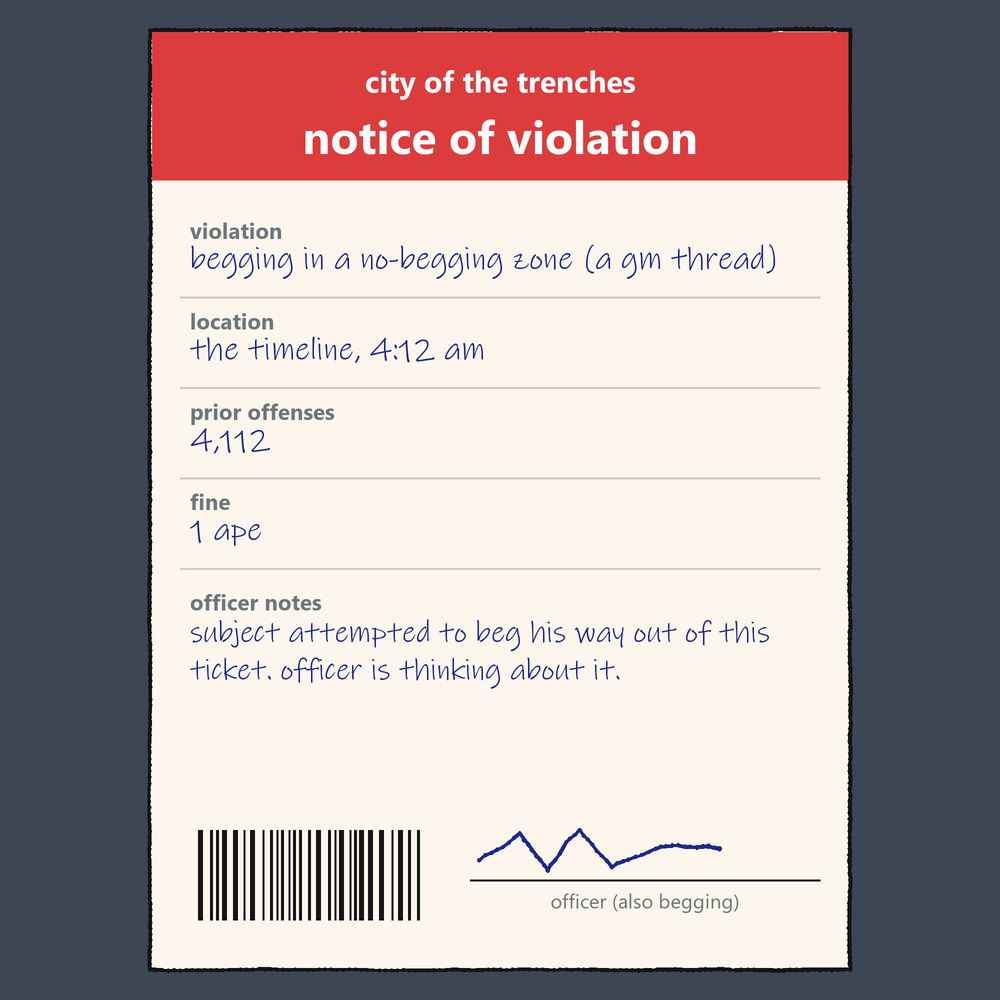 city of the trenches
notice of violation
violation
begging in a no-begging zone (a gm thread)
location
the timeline, 4:12 am
prior offenses
4,112
fine
1 ape
officer notes
subject attempted to beg his way out of this
ticket. officer is thinking about it.
officer (also begging)